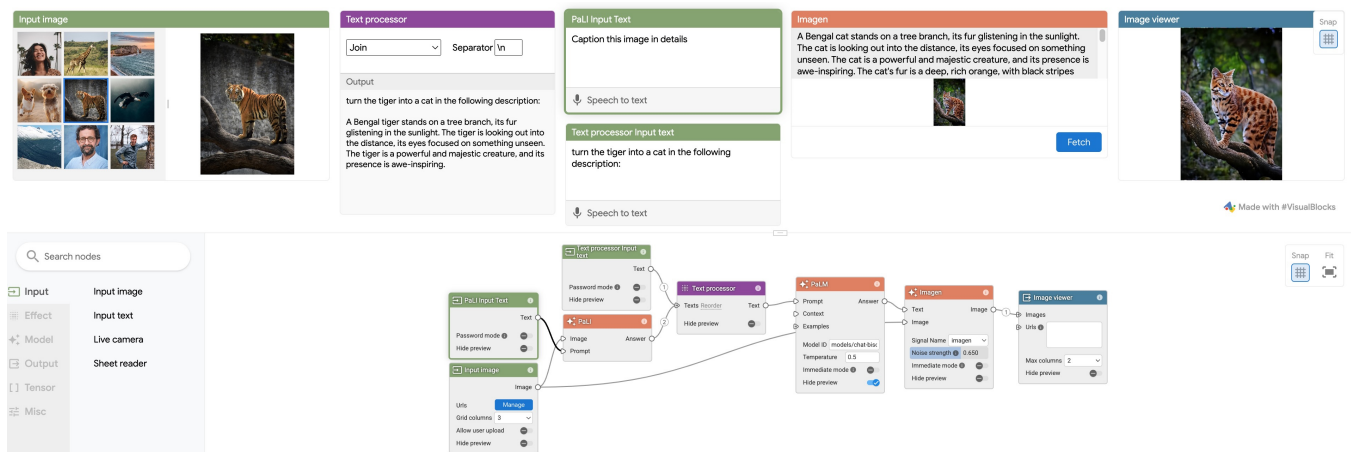 Input image
Text processor
Join
Separator \n
Output
turn the tiger into a cat in the following description:
A Bengal tiger stands on a tree branch, its fur
glistening in the sunlight. The tiger is looking out into
the distance, its eyes focused on something unseen.
The tiger is a powerful and majestic creature, and its
presence is awe-inspiring.
PaLI Input Text
Caption this image in details
Speech to text
Text processor Input text
turn the tiger into a cat in the following
description:
Speech to text
Imagen
A Bengal cat stands on a tree branch, its fur glistening in the sunlight.
The cat is looking out into the distance, its eyes focused on something
unseen. The cat is a powerful and majestic creature, and its presence is
awe-inspiring. The cat's fur is a deep, rich orange, with black stripes
Fetch
Image viewer
Snap
Made with #VisualBlocks
Search nodes
Input
Effect
Model
Output
Tensor
Misc
Input image
Input text
Live camera
Sheet reader
PaLI Input Text
Text
Password mode
Hide preview
Input image
Image
Urls Manage
Grid columns 3
Allow user upload
Hide preview
Text processor Input
text
Text
Password mode
Hide preview
PaLI
Image Answer
Prompt
1
2
Text processor
Texts Reorder Text
Hide preview
PaLM
Prompt Answer
Context
Examples
Model ID models/chat-bis
Temperature 0.5
Immediate mode
Hide preview
Imagen
Text Image
Image
Signal Name imagen
Noise strength 0.650
Immediate mode
Hide preview
1
Image viewer
Images
Urls
Max columns 2
Hide preview
Snap Fit